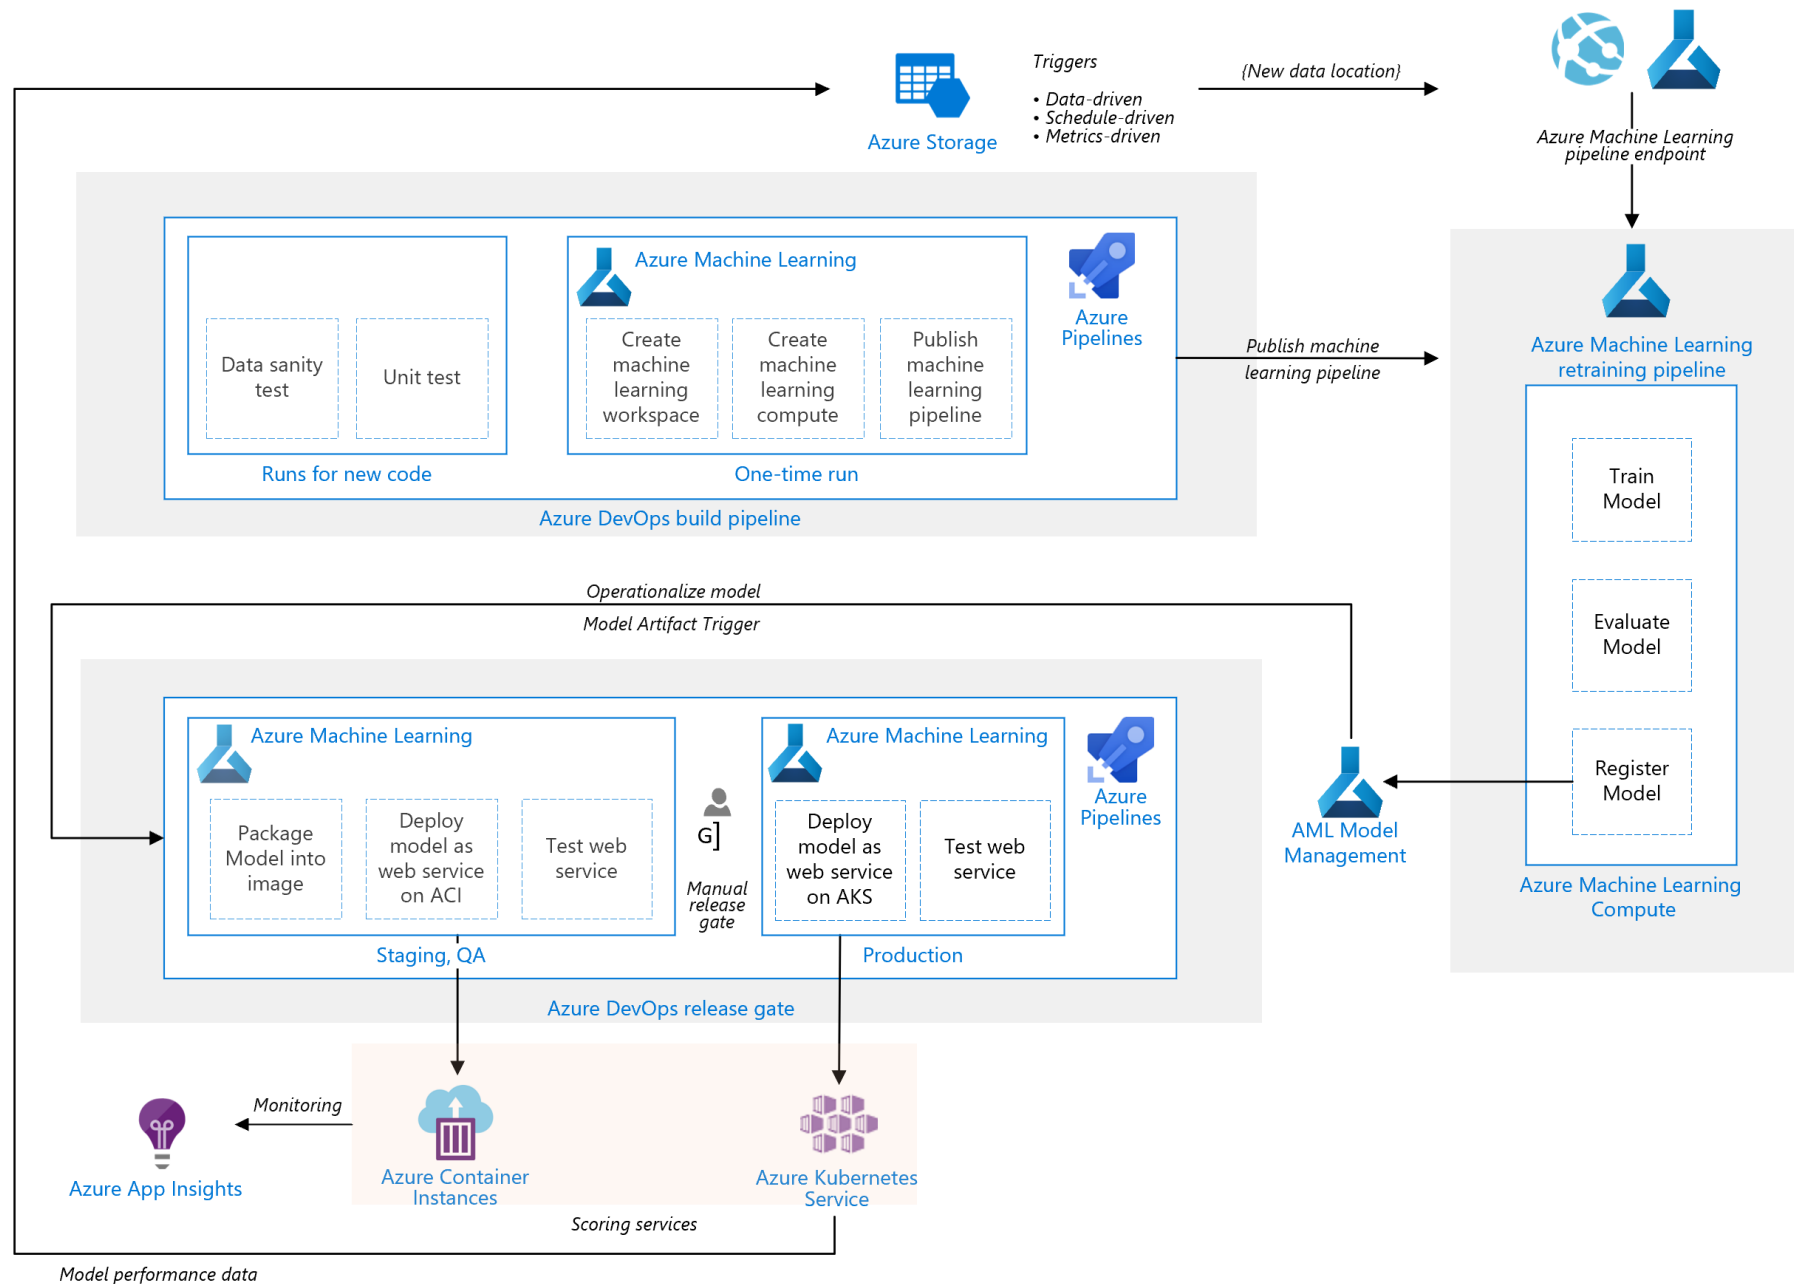 Triggers
• Data-driven
• Schedule-driven
• Metrics-driven
Azure Storage
{New data location}
Azure Machine Learning
pipeline endpoint
Azure Machine Learning
Data sanity
test
Unit test
Create
machine
learning
workspace
Create
machine
learning
compute
Publish
machine
learning
pipeline
Azure
Pipelines
Runs for new code
One-time run
Azure DevOps build pipeline
Publish machine
learning pipeline
Azure Machine Learning
retraining pipeline
Train
Model
Evaluate
Model
Register
Model
Azure Machine Learning
Compute
AML Model
Management
Operationalize model
Model Artifact Trigger
Azure Machine Learning
Package
Model into
image
Deploy
model as
web service
on ACI
Test web
service
Staging, QA
G]
Manual
release
gate
Azure Machine Learning
Deploy
model as
web service
on AKS
Test web
service
Production
Azure
Pipelines
Azure DevOps release gate
Monitoring
Azure App Insights
Azure Container
Instances
Azure Kubernetes
Service
Scoring services
Model performance data